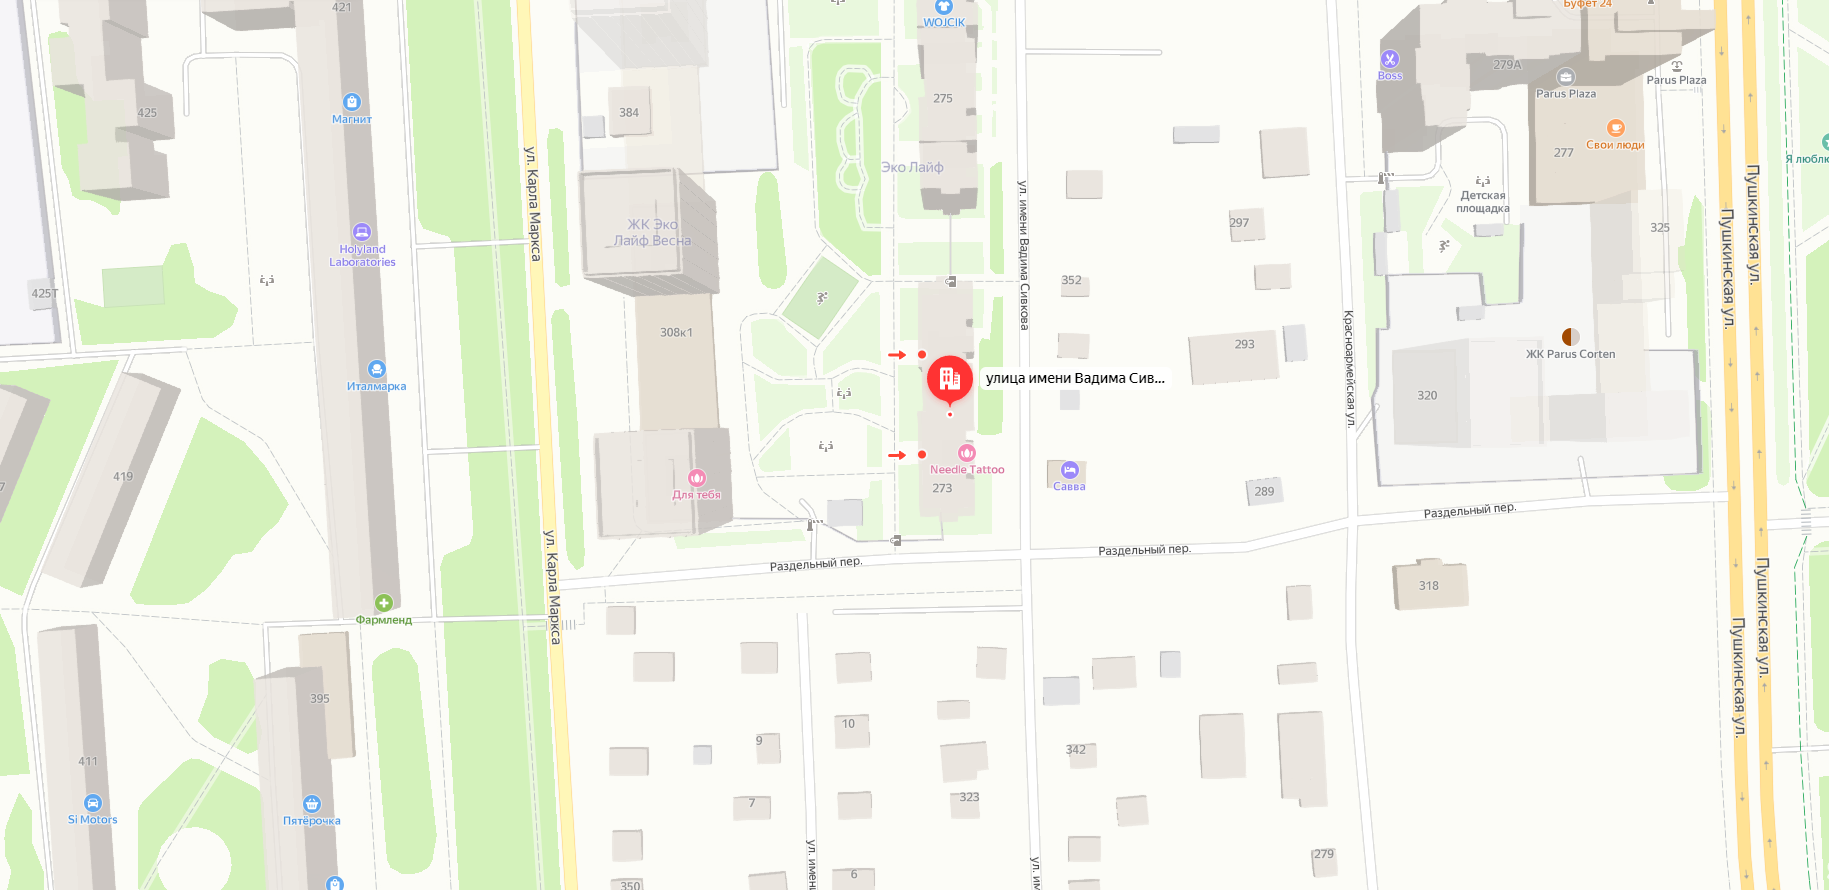 421
WOJCIK
Буфет 24
Boss
279А
Parus Plaza
Parus Plaza
425
Магнит
384
275
Свои люди
277
Я люблю
ул. Карла Маркса
Эко Лайф
ул. имени Вадима Сивкова
Детская
площадка
Пушкинская ул.
Пушкинская ул.
ЖК Эко
Лайф Весна
297
325
Holyland
Laboratories
425Т
352
308к1
293
Красноармейская ул.
ЖК Parus Corten
Италмарка
улица имени Вадима Сив...
320
419
7
Needle Tattoo
273
Савва
289
Для тебя
Раздельный пер.
Раздельный пер.
Раздельный пер.
ул. Карла Маркса
318
Фармленд
Пушкинская ул.
Пушкинская ул.
395
10
9
342
411
7
323
Si Motors
Пятёрочка
ул. имени
ул. им
279
6
350